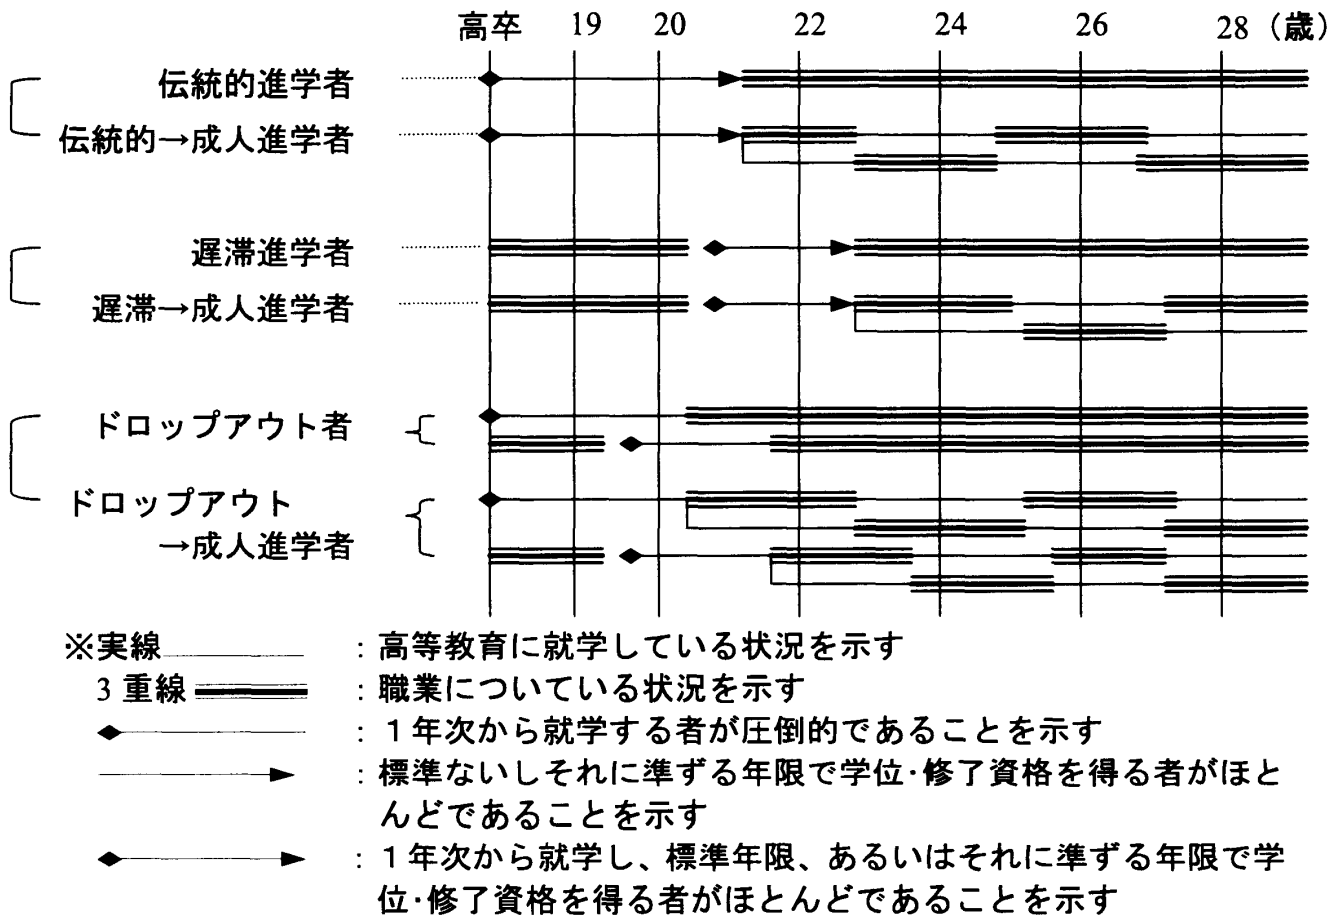 高卒 19 20 22 24 26 28（歳）
伝統的進学者
伝統的→成人進学者
遅滞進学者
遅滞→成人進学者
ドロップアウト者
ドロップアウト
→成人進学者
※実線 ：高等教育に就学している状況を示す
3重線 ：職業についている状況を示す
：1年次から就学する者が圧倒的であることを示す
：標準ないしそれに準ずる年限で学位·修了資格を得る者がほと
んどであることを示す
：1年次から就学し、標準年限、あるいはそれに準ずる年限で学
位·修了資格を得る者がほとんどであることを示す